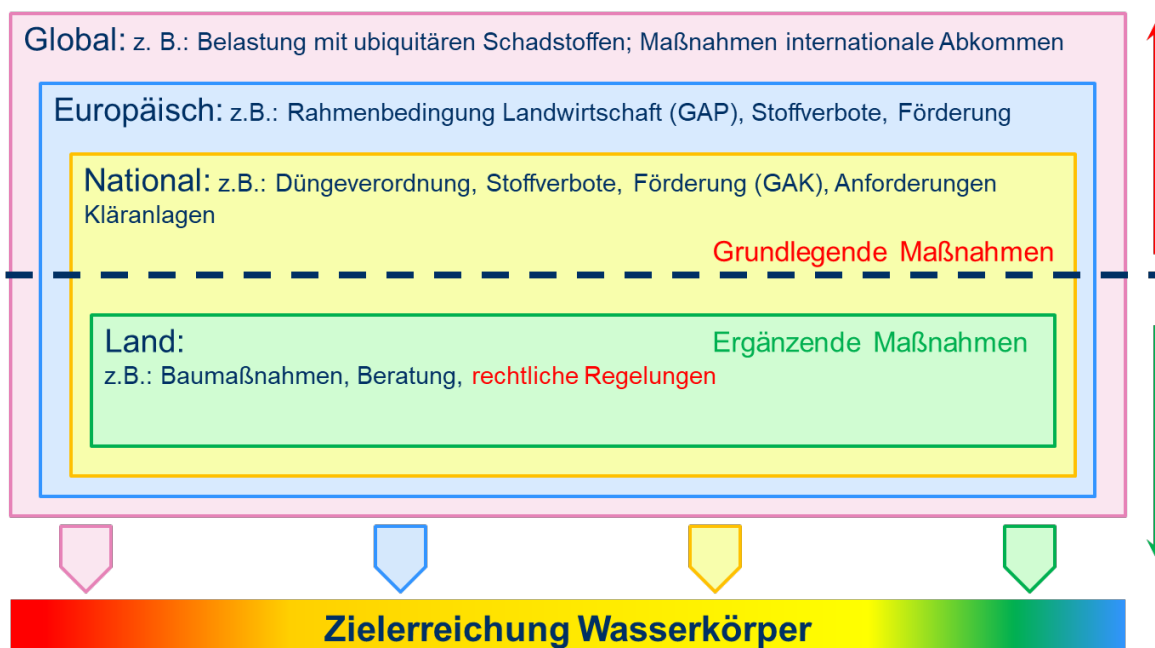 Global: z. B.: Belastung mit ubiquitären Schadstoffen; Maßnahmen internationale Abkommen
Europäisch: z.B.: Rahmenbedingung Landwirtschaft (GAP), Stoffverbote, Förderung
National: z.B.: Düngeverordnung, Stoffverbote, Förderung (GAK), Anforderungen
Kläranlagen
Grundlegende Maßnahmen
Land:
Ergänzende Maßnahmen
z.B.: Baumaßnahmen, Beratung, rechtliche Regelungen
Zielerreichung Wasserkörper